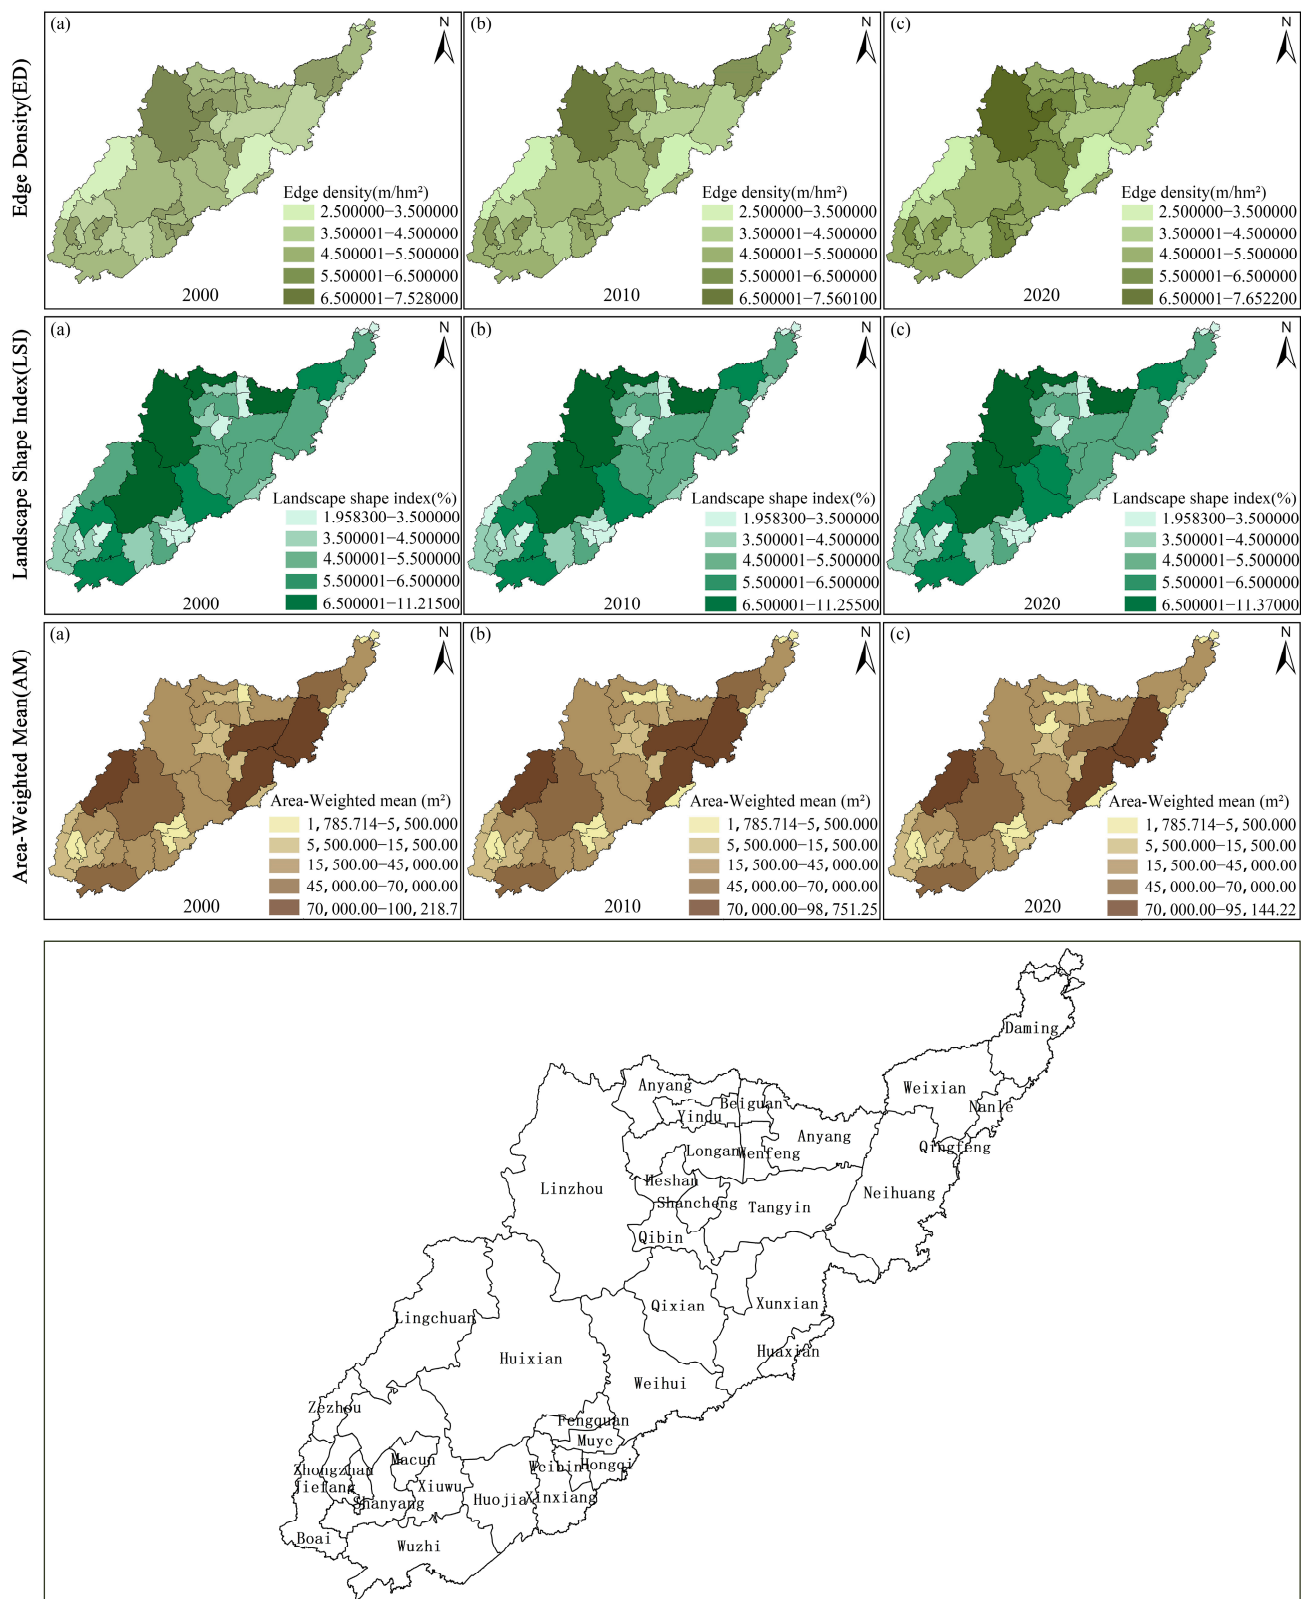 Edge Density(ED)
(a)
N
Edge density(m/hm²)
2.500000–3.500000
3.500001–4.500000
4.500001–5.500000
5.500001–6.500000
6.500001–7.528000
2000
(b)
N
Edge density(m/hm²)
2.500000–3.500000
3.500001–4.500000
4.500001–5.500000
5.500001–6.500000
6.500001–7.560100
2010
(c)
N
Edge density(m/hm²)
2.500000–3.500000
3.500001–4.500000
4.500001–5.500000
5.500001–6.500000
6.500001–7.652200
2020
Landscape Shape Index(LSI)
(a)
N
Landscape shape index(%)
1.958300–3.500000
3.500001–4.500000
4.500001–5.500000
5.500001–6.500000
6.500001–11.21500
2000
(b)
N
Landscape shape index(%)
1.958300–3.500000
3.500001–4.500000
4.500001–5.500000
5.500001–6.500000
6.500001–11.25500
2010
(c)
N
Landscape shape index(%)
1.958300–3.500000
3.500001–4.500000
4.500001–5.500000
5.500001–6.500000
6.500001–11.37000
2020
Area-Weighted Mean(AM)
(a)
N
Area-Weighted mean (m²)
1,785.714–5,500.000
5,500.000–15,500.00
15,500.00–45,000.00
45,000.00–70,000.00
70,000.00–100,218.7
2000
(b)
N
Area-Weighted mean (m²)
1,785.714–5,500.000
5,500.000–15,500.00
15,500.00–45,000.00
45,000.00–70,000.00
70,000.00–98,751.25
2010
(c)
N
Area-Weighted mean (m²)
1,785.714–5,500.000
5,500.000–15,500.00
15,500.00–45,000.00
45,000.00–70,000.00
70,000.00–95,144.22
2020
Daming
Weixian
Nanle
Anyang
Beiguan
Yindu
Anyang
Qingfeng
Longan
Wenfeng
Heshan
Linzhou
Neihuang
Shancheng
Tangyin
Qibin
Qixian
Xunxian
Lingchuan
Huaxian
Huixian
Weihui
Zezhou
Fengquan
Muye
Macun
Weibin
Hongqi
Zhongzhan
Jiefang
Xiuwu
Shanyang
Huojia
Xinxiang
Boai
Wuzhi